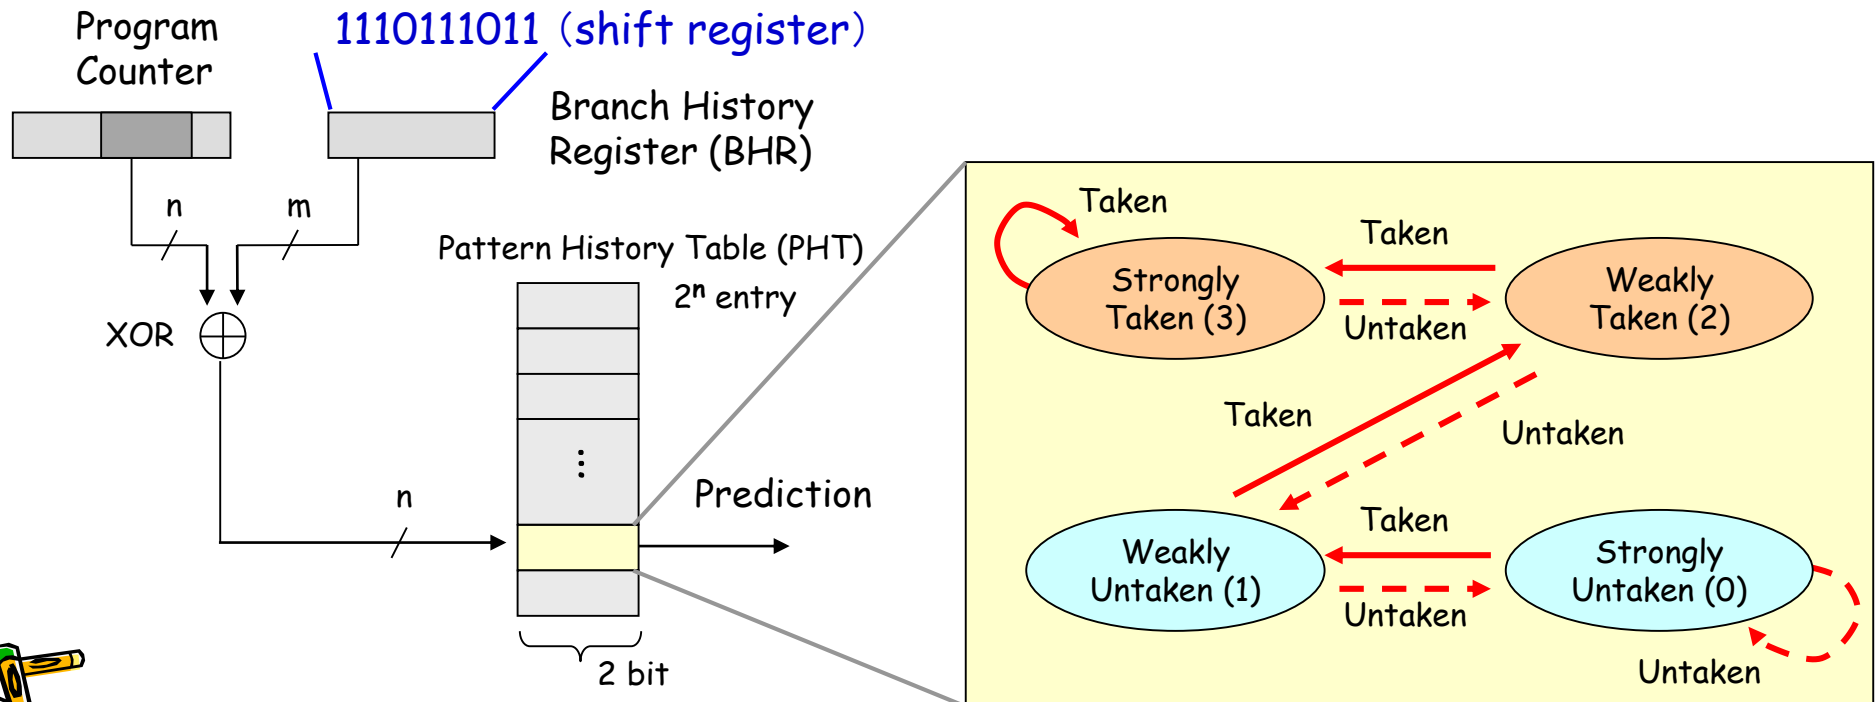 Program
Counter
1110111011（shift register）
Branch History
Register (BHR)
n
m
XOR
Pattern History Table (PHT)
2ⁿ entry
n
Prediction
2 bit
Taken
Strongly
Taken (3)
Taken
Untaken
Weakly
Taken (2)
Taken
Untaken
Weakly
Untaken (1)
Taken
Untaken
Strongly
Untaken (0)
Untaken